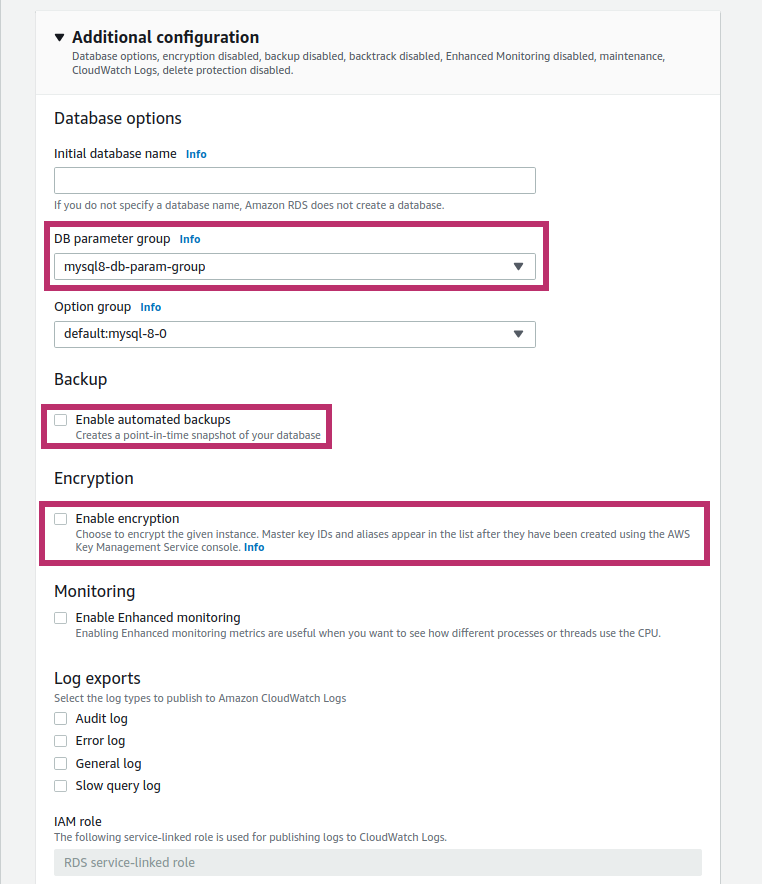 Additional configuration
Database options, encryption disabled, backup disabled, backtrack disabled, Enhanced Monitoring disabled, maintenance,
CloudWatch Logs, delete protection disabled.
Database options
Initial database name Info
If you do not specify a database name, Amazon RDS does not create a database.
DB parameter group Info
mysql8-db-param-group
Option group Info
default:mysql-8-0
Backup
Enable automated backups
Creates a point-in-time snapshot of your database
Encryption
Enable encryption
Choose to encrypt the given instance. Master key IDs and aliases appear in the list after they have been created using the AWS
Key Management Service console. Info
Monitoring
Enable Enhanced monitoring
Enabling Enhanced monitoring metrics are useful when you want to see how different processes or threads use the CPU.
Log exports
Select the log types to publish to Amazon CloudWatch Logs
Audit log
Error log
General log
Slow query log
IAM role
The following service-linked role is used for publishing logs to CloudWatch Logs.
RDS service-linked role